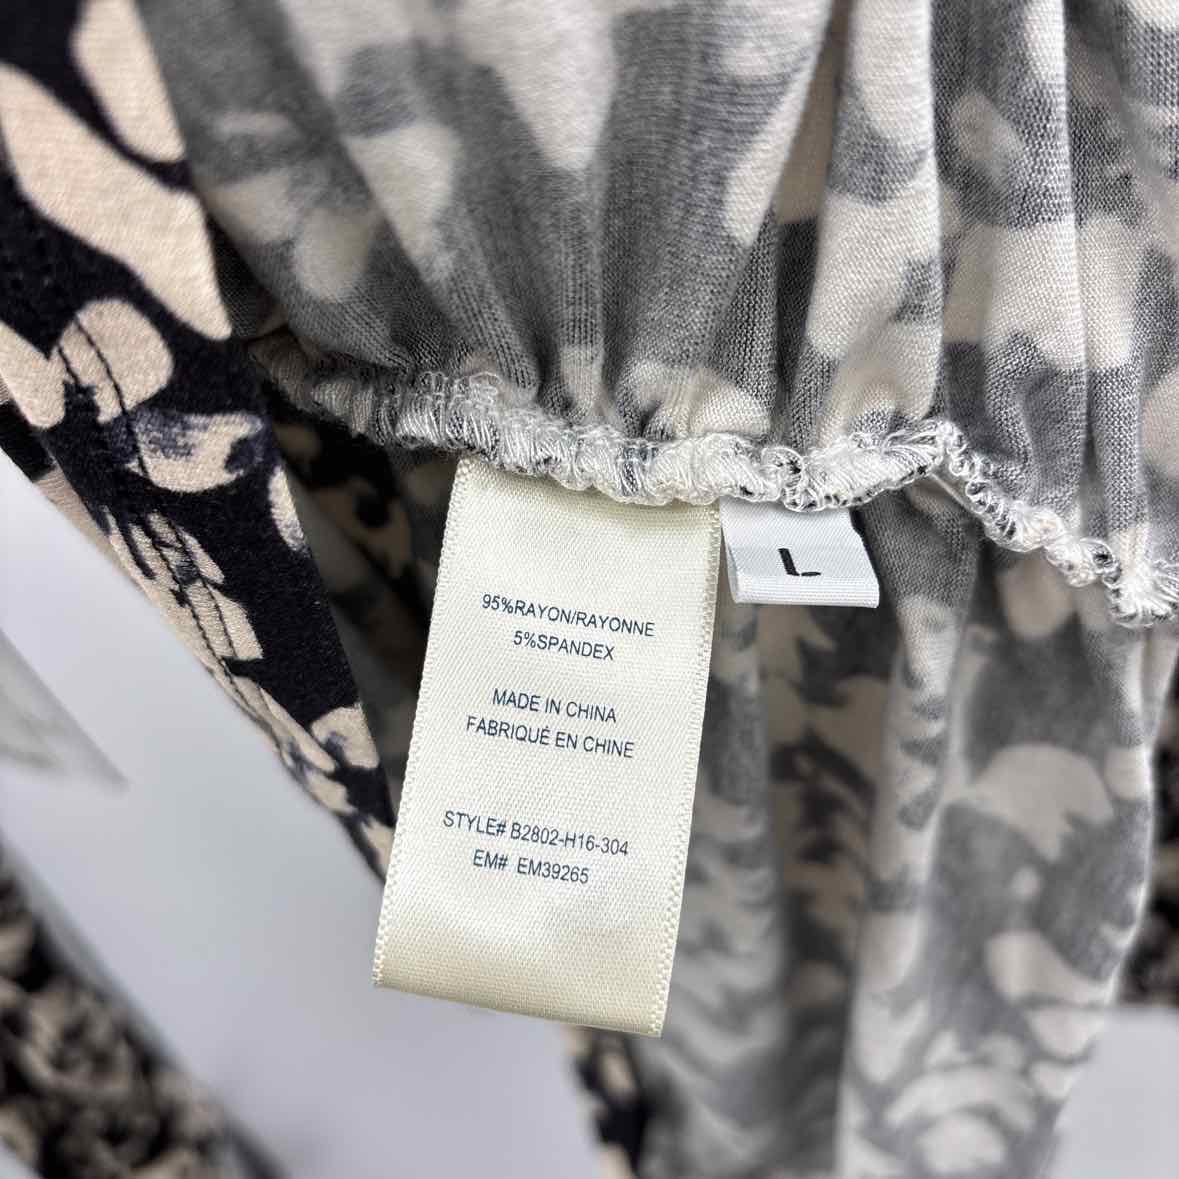 95%RAYON/RAYONNE
5%SPANDEX
MADE IN CHINA
FABRIQUÉ EN CHINE
STYLE# B2802-H16-304
EM# EM39265
L